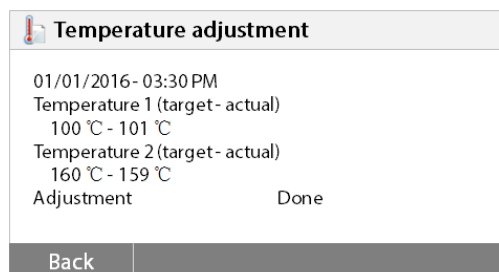 Temperature adjustment
01/01/2016 - 03:30 PM
Temperature 1 (target - actual)
100 ℃ - 101 ℃
Temperature 2 (target - actual)
160 ℃ - 159 ℃
Adjustment Done
Back